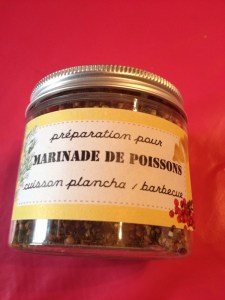 préparation pour
MARINADE DE POISSONS
cuisson plancha / barbecue